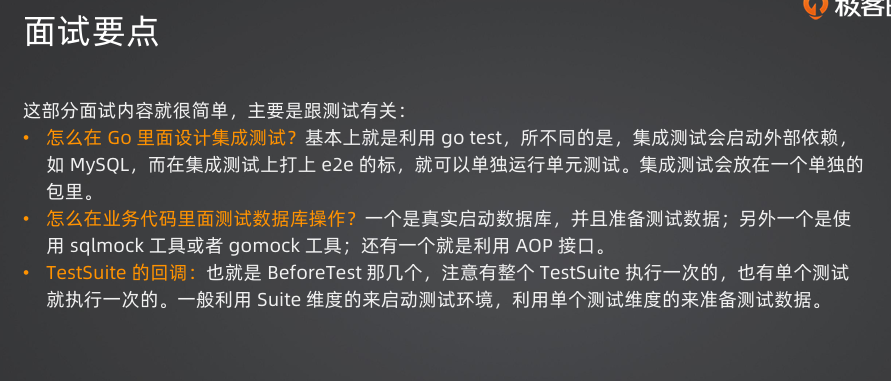 极客
面试要点
这部分面试内容就很简单，主要是跟测试有关：
• 怎么在 Go 里面设计集成测试？基本上就是利用 go test，所不同的是，集成测试会启动外部依赖，
如 MySQL，而在集成测试上打上 e2e 的标，就可以单独运行单元测试。集成测试会放在一个单独的
包里。
• 怎么在业务代码里面测试数据库操作？一个是真实启动数据库，并且准备测试数据；另外一个是使
用 sqlmock 工具或者 gomock 工具；还有一个就是利用 AOP 接口。
• TestSuite 的回调：也就是 BeforeTest 那几个，注意有整个 TestSuite 执行一次的，也有单个测试
就执行一次的。一般利用 Suite 维度的来启动测试环境，利用单个测试维度的来准备测试数据。